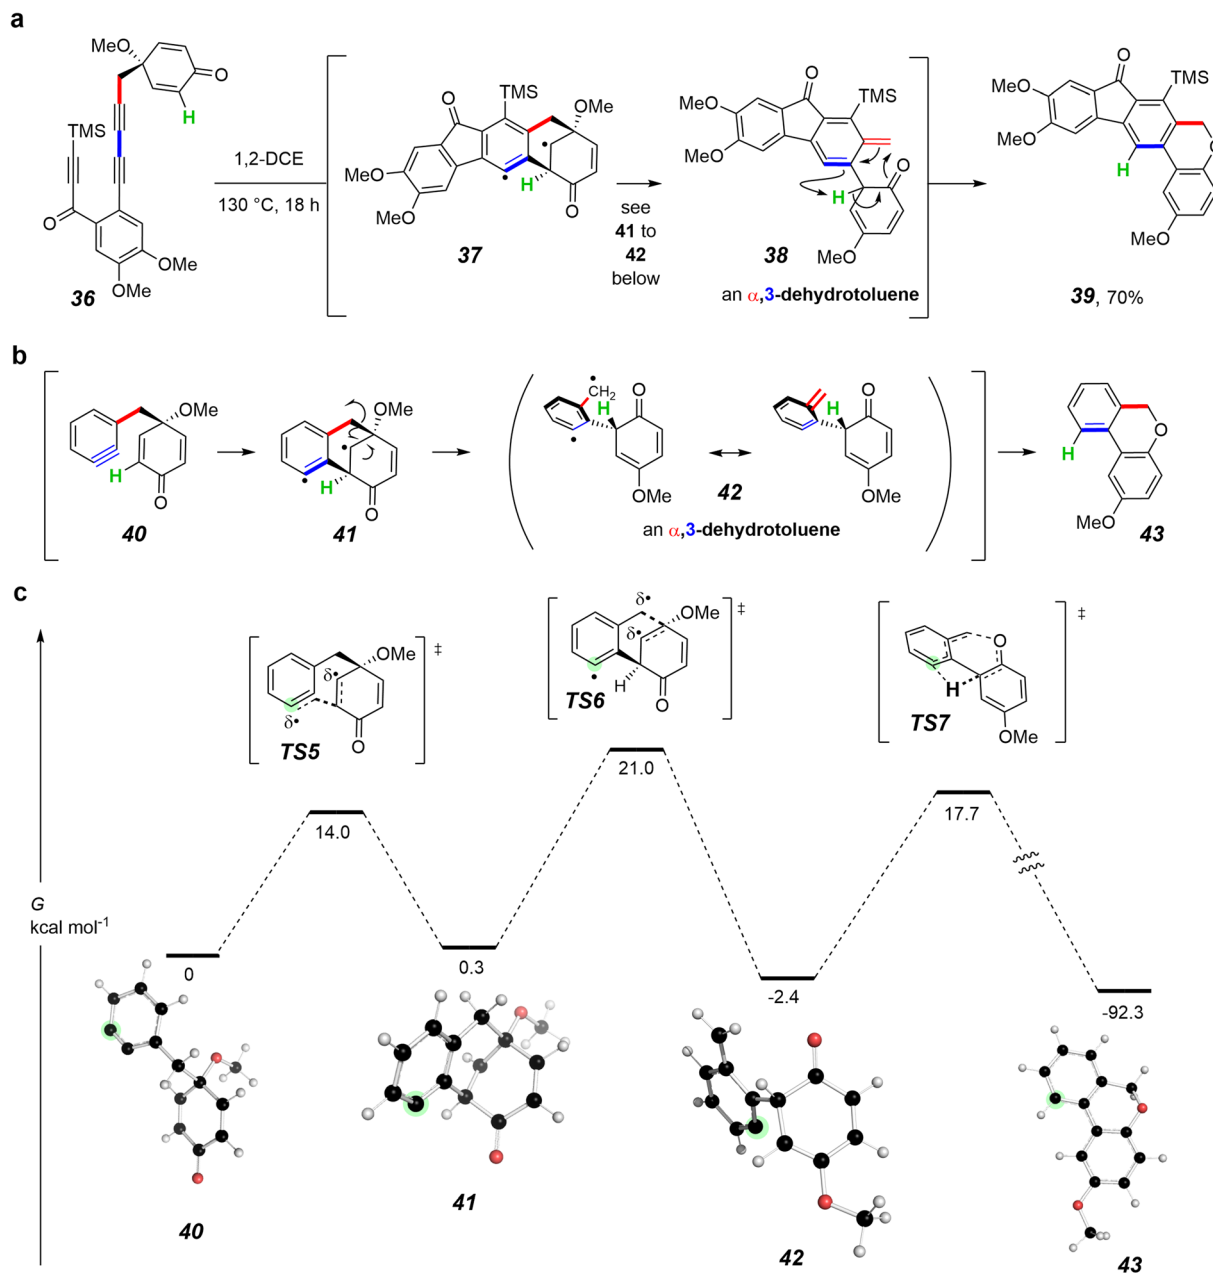 a
MeO
O
H
TMS
O
OMe
OMe
36
1,2-DCE
130 °C, 18 h
O
TMS
OMe
MeO
MeO
H
O
37
see
41 to
42
below
O
MeO
MeO
TMS
O
H
MeO
38
an α,3-dehydrotoluene
O
TMS
MeO
MeO
H
O
MeO
39, 70%
b
OMe
H
O
40
OMe
H
O
41
CH2
O
H
OMe
42
O
H
OMe
an α,3-dehydrotoluene
O
H
MeO
43
c
OMe
δ•
δ•
O
TS5
‡
δ•
OMe
δ•
H
O
TS6
‡
O
H
OMe
TS7
‡
21.0
17.7
14.0
G
kcal mol-1
0
0.3
-2.4
-92.3
40
41
42
43